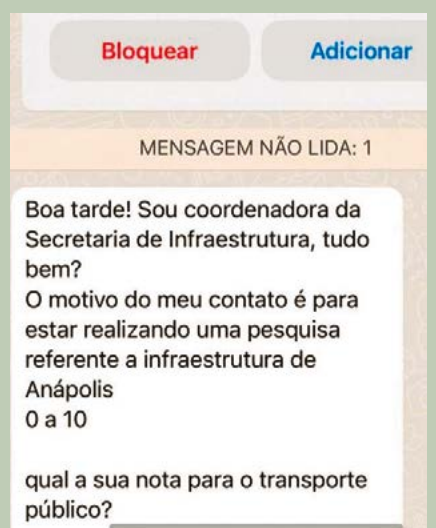 Bloquear
Adicionar
MENSAGEM NÃO LIDA: 1
Boa tarde! Sou coordenadora da
Secretaria de Infraestrutura, tudo
bem?
O motivo do meu contato é para
estar realizando uma pesquisa
referente a infraestrutura de
Anápolis
0 a 10
qual a sua nota para o transporte
público?